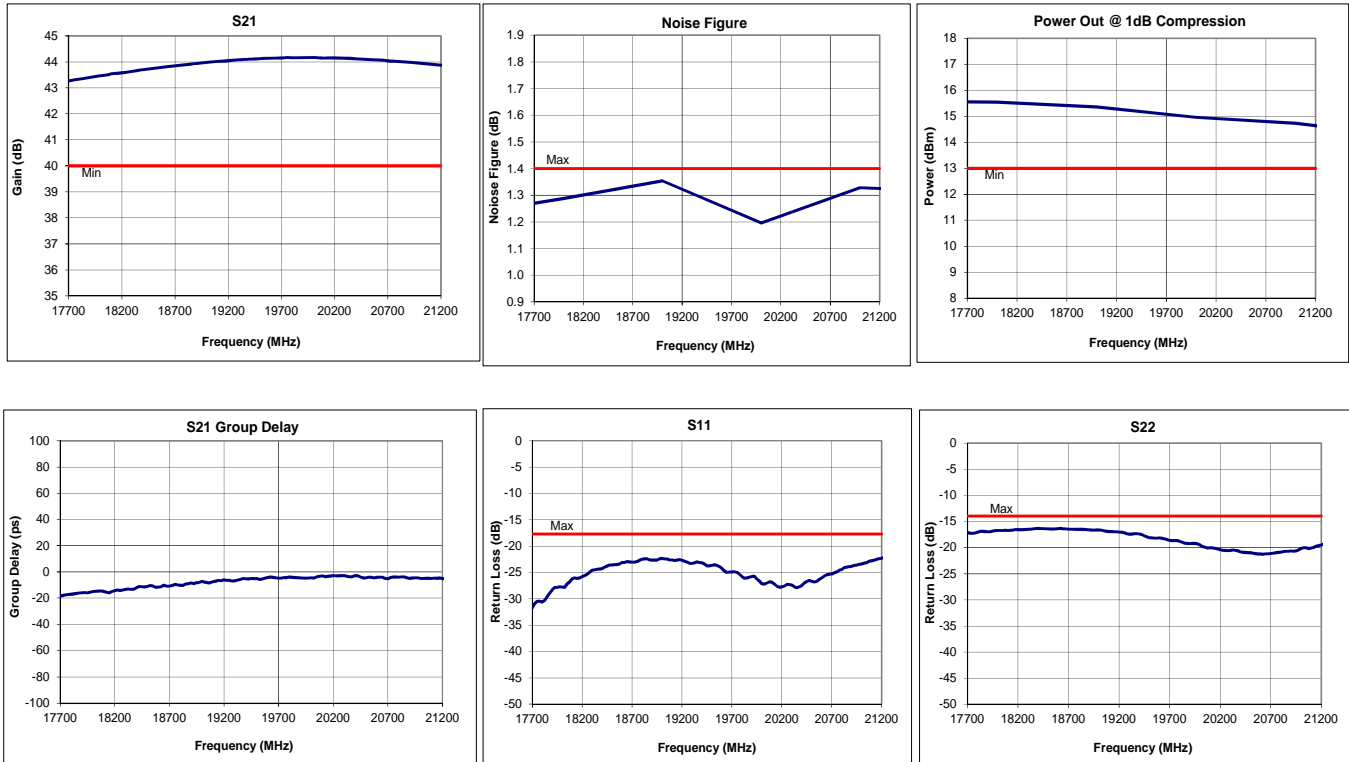 S21
45
44
43
42
41
40
39
38
37
36
35
Gain (dB)
Min
17700 18200 18700 19200 19700 20200 20700 21200
Frequency (MHz)
Noise Figure
1.9
1.8
1.7
1.6
1.5
1.4
1.3
1.2
1.1
1.0
0.9
Noiose Figure (dB)
Max
17700 18200 18700 19200 19700 20200 20700 21200
Frequency (MHz)
Power Out @ 1dB Compression
18
17
16
15
14
13
12
11
10
9
8
Power (dBm)
Min
17700 18200 18700 19200 19700 20200 20700 21200
Frequency (MHz)
S21 Group Delay
100
80
60
40
20
0
-20
-40
-60
-80
-100
Group Delay (ps)
17700 18200 18700 19200 19700 20200 20700 21200
Frequency (MHz)
S11
0
-5
-10
-15
-20
-25
-30
-35
-40
-45
-50
Return Loss (dB)
Max
17700 18200 18700 19200 19700 20200 20700 21200
Frequency (MHz)
S22
0
-5
-10
-15
-20
-25
-30
-35
-40
-45
-50
Return Loss (dB)
Max
17700 18200 18700 19200 19700 20200 20700 21200
Frequency (MHz)